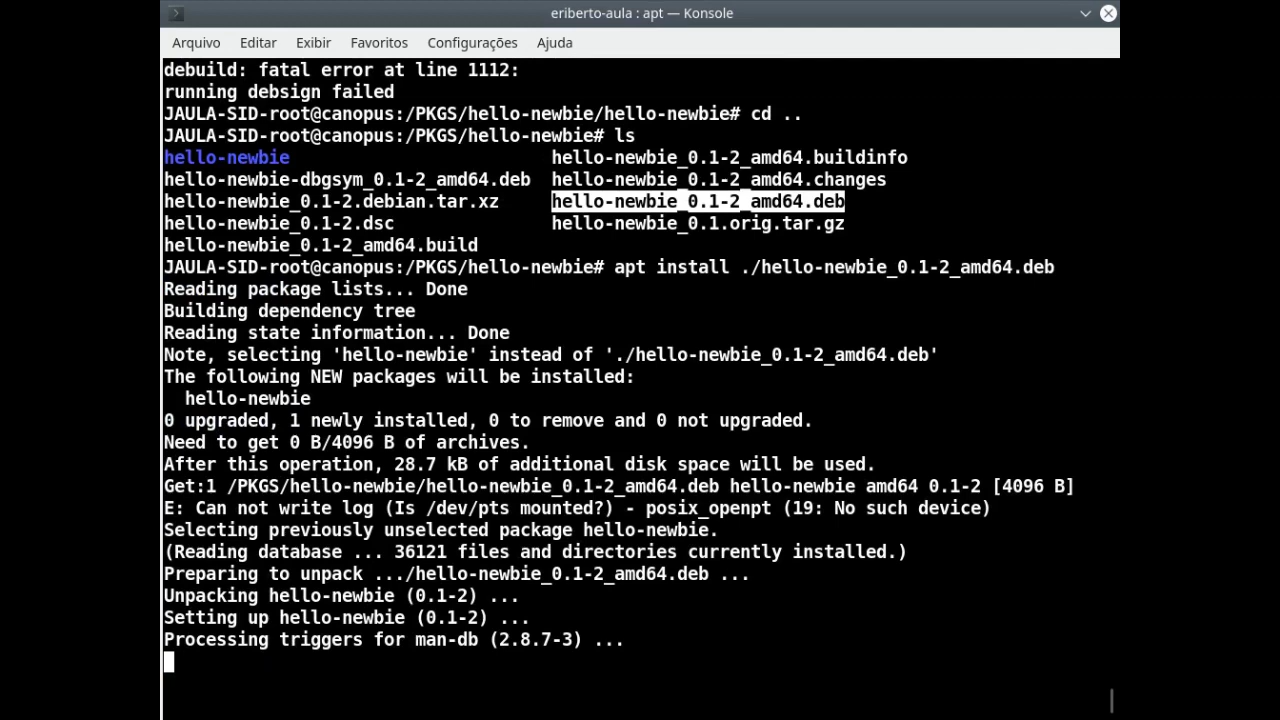 eriberto-aula : apt — Konsole
Arquivo Editar Exibir Favoritos Configurações Ajuda
debuild: fatal error at line 1112:
running debsign failed
JAULA-SID-root@canopus:/PKGS/hello-newbie/hello-newbie# cd ..
JAULA-SID-root@canopus:/PKGS/hello-newbie# ls
hello-newbie hello-newbie_0.1-2_amd64.buildinfo
hello-newbie-dbgsym_0.1-2_amd64.deb hello-newbie_0.1-2_amd64.changes
hello-newbie_0.1-2.debian.tar.xz hello-newbie_0.1-2_amd64.deb
hello-newbie_0.1-2.dsc hello-newbie_0.1.orig.tar.gz
hello-newbie_0.1-2_amd64.build
JAULA-SID-root@canopus:/PKGS/hello-newbie# apt install ./hello-newbie_0.1-2_amd64.deb
Reading package lists... Done
Building dependency tree
Reading state information... Done
Note, selecting 'hello-newbie' instead of './hello-newbie_0.1-2_amd64.deb'
The following NEW packages will be installed:
hello-newbie
0 upgraded, 1 newly installed, 0 to remove and 0 not upgraded.
Need to get 0 B/4096 B of archives.
After this operation, 28.7 kB of additional disk space will be used.
Get:1 /PKGS/hello-newbie/hello-newbie_0.1-2_amd64.deb hello-newbie amd64 0.1-2 [4096 B]
E: Can not write log (Is /dev/pts mounted?) - posix_openpt (19: No such device)
Selecting previously unselected package hello-newbie.
(Reading database ... 36121 files and directories currently installed.)
Preparing to unpack .../hello-newbie_0.1-2_amd64.deb ...
Unpacking hello-newbie (0.1-2) ...
Setting up hello-newbie (0.1-2) ...
Processing triggers for man-db (2.8.7-3) ...